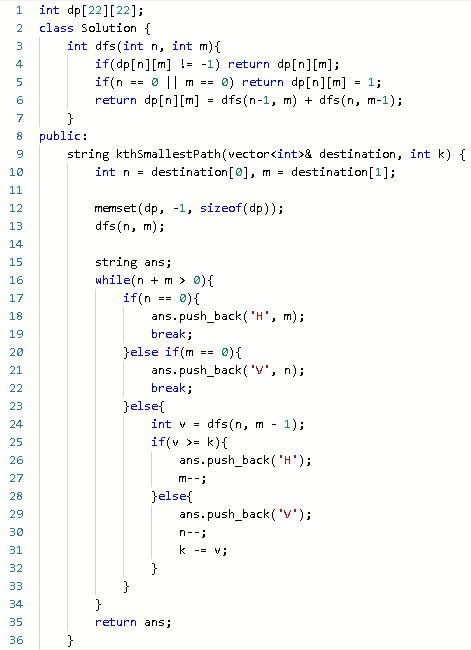 1 int dp[22][22];
2 class Solution {
3     int dfs(int n, int m){
4         if(dp[n][m] != -1) return dp[n][m];
5         if(n == 0 || m == 0) return dp[n][m] = 1;
6         return dp[n][m] = dfs(n-1, m) + dfs(n, m-1);
7     }
8 public:
9     string kthSmallestPath(vector<int>& destination, int k) {
10         int n = destination[0], m = destination[1];
11
12         memset(dp, -1, sizeof(dp));
13         dfs(n, m);
14
15         string ans;
16         while(n + m > 0){
17             if(n == 0){
18                 ans.push_back('H', m);
19                 break;
20             }else if(m == 0){
21                 ans.push_back('V', n);
22                 break;
23             }else{
24                 int v = dfs(n, m - 1);
25                 if(v >= k){
26                     ans.push_back('H');
27                     m--;
28                 }else{
29                     ans.push_back('V');
30                     n--;
31                     k -= v;
32                 }
33             }
34         }
35         return ans;
36     }